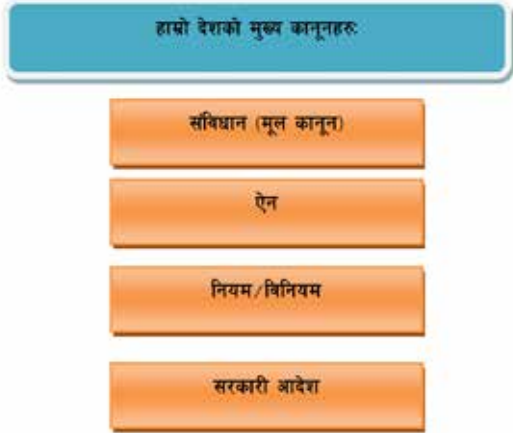 हाम्रो देशको मुख्य कानूनहरुः
संविधान (मूल कानून)
ऐन
नियम/विनियम
सरकारी आदेश